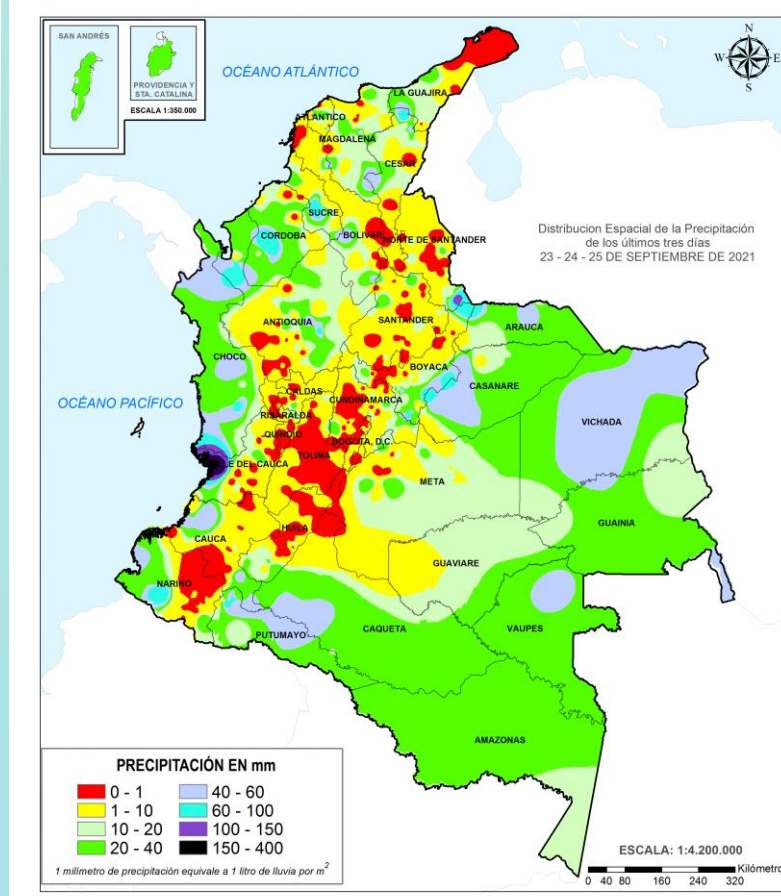 SAN ANDRÉS
PROVIDENCIA Y
STA. CATALINA
ESCALA 1:350.000
OCÉANO ATLÁNTICO
N
W
E
S
LA GUAJIRA
ATLANTICO
MAGDALENA
CESAR
SUCRE
CORDOBA
BOLIVAR
NORTE DE SANTANDER
Distribucion Espacial de la Precipitación
de los últimos tres días
23 - 24 - 25 DE SEPTIEMBRE DE 2021
ANTIOQUIA
SANTANDER
ARAUCA
CHOCO
BOYACA
CASANARE
OCÉANO PACÍFICO
CALDAS
CUNDINAMARCA
RISARALDA
VICHADA
QUINDIO
BOGOTA, D.C.
TOLIMA
LE DEL CAUCA
META
GUAINIA
HUILA
CAUCA
GUAVIARE
NARIÑO
PUTUMAYO
CAQUETA
VAUPES
AMAZONAS
PRECIPITACIÓN EN mm
0 - 1
40 - 60
1 - 10
60 - 100
10 - 20
100 - 150
20 - 40
150 - 400
1 milímetro de precipitación equivale a 1 litro de lluvia por m²
ESCALA: 1:4.200.000
Kilómetro
0 40 80 160 240 320